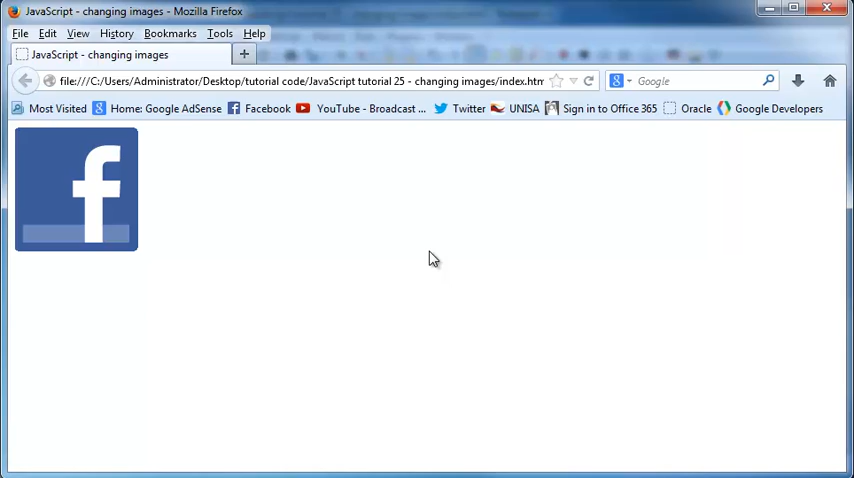 JavaScript - changing images - Mozilla Firefox
File Edit View History Bookmarks Tools Help
JavaScript - changing images +
file:///C:/Users/Administrator/Desktop/tutorial code/JavaScript tutorial 25 - changing images/index.htm Google
Most Visited Home: Google AdSense Facebook YouTube - Broadcast ... Twitter UNISA Sign in to Office 365 Oracle Google Developers
f